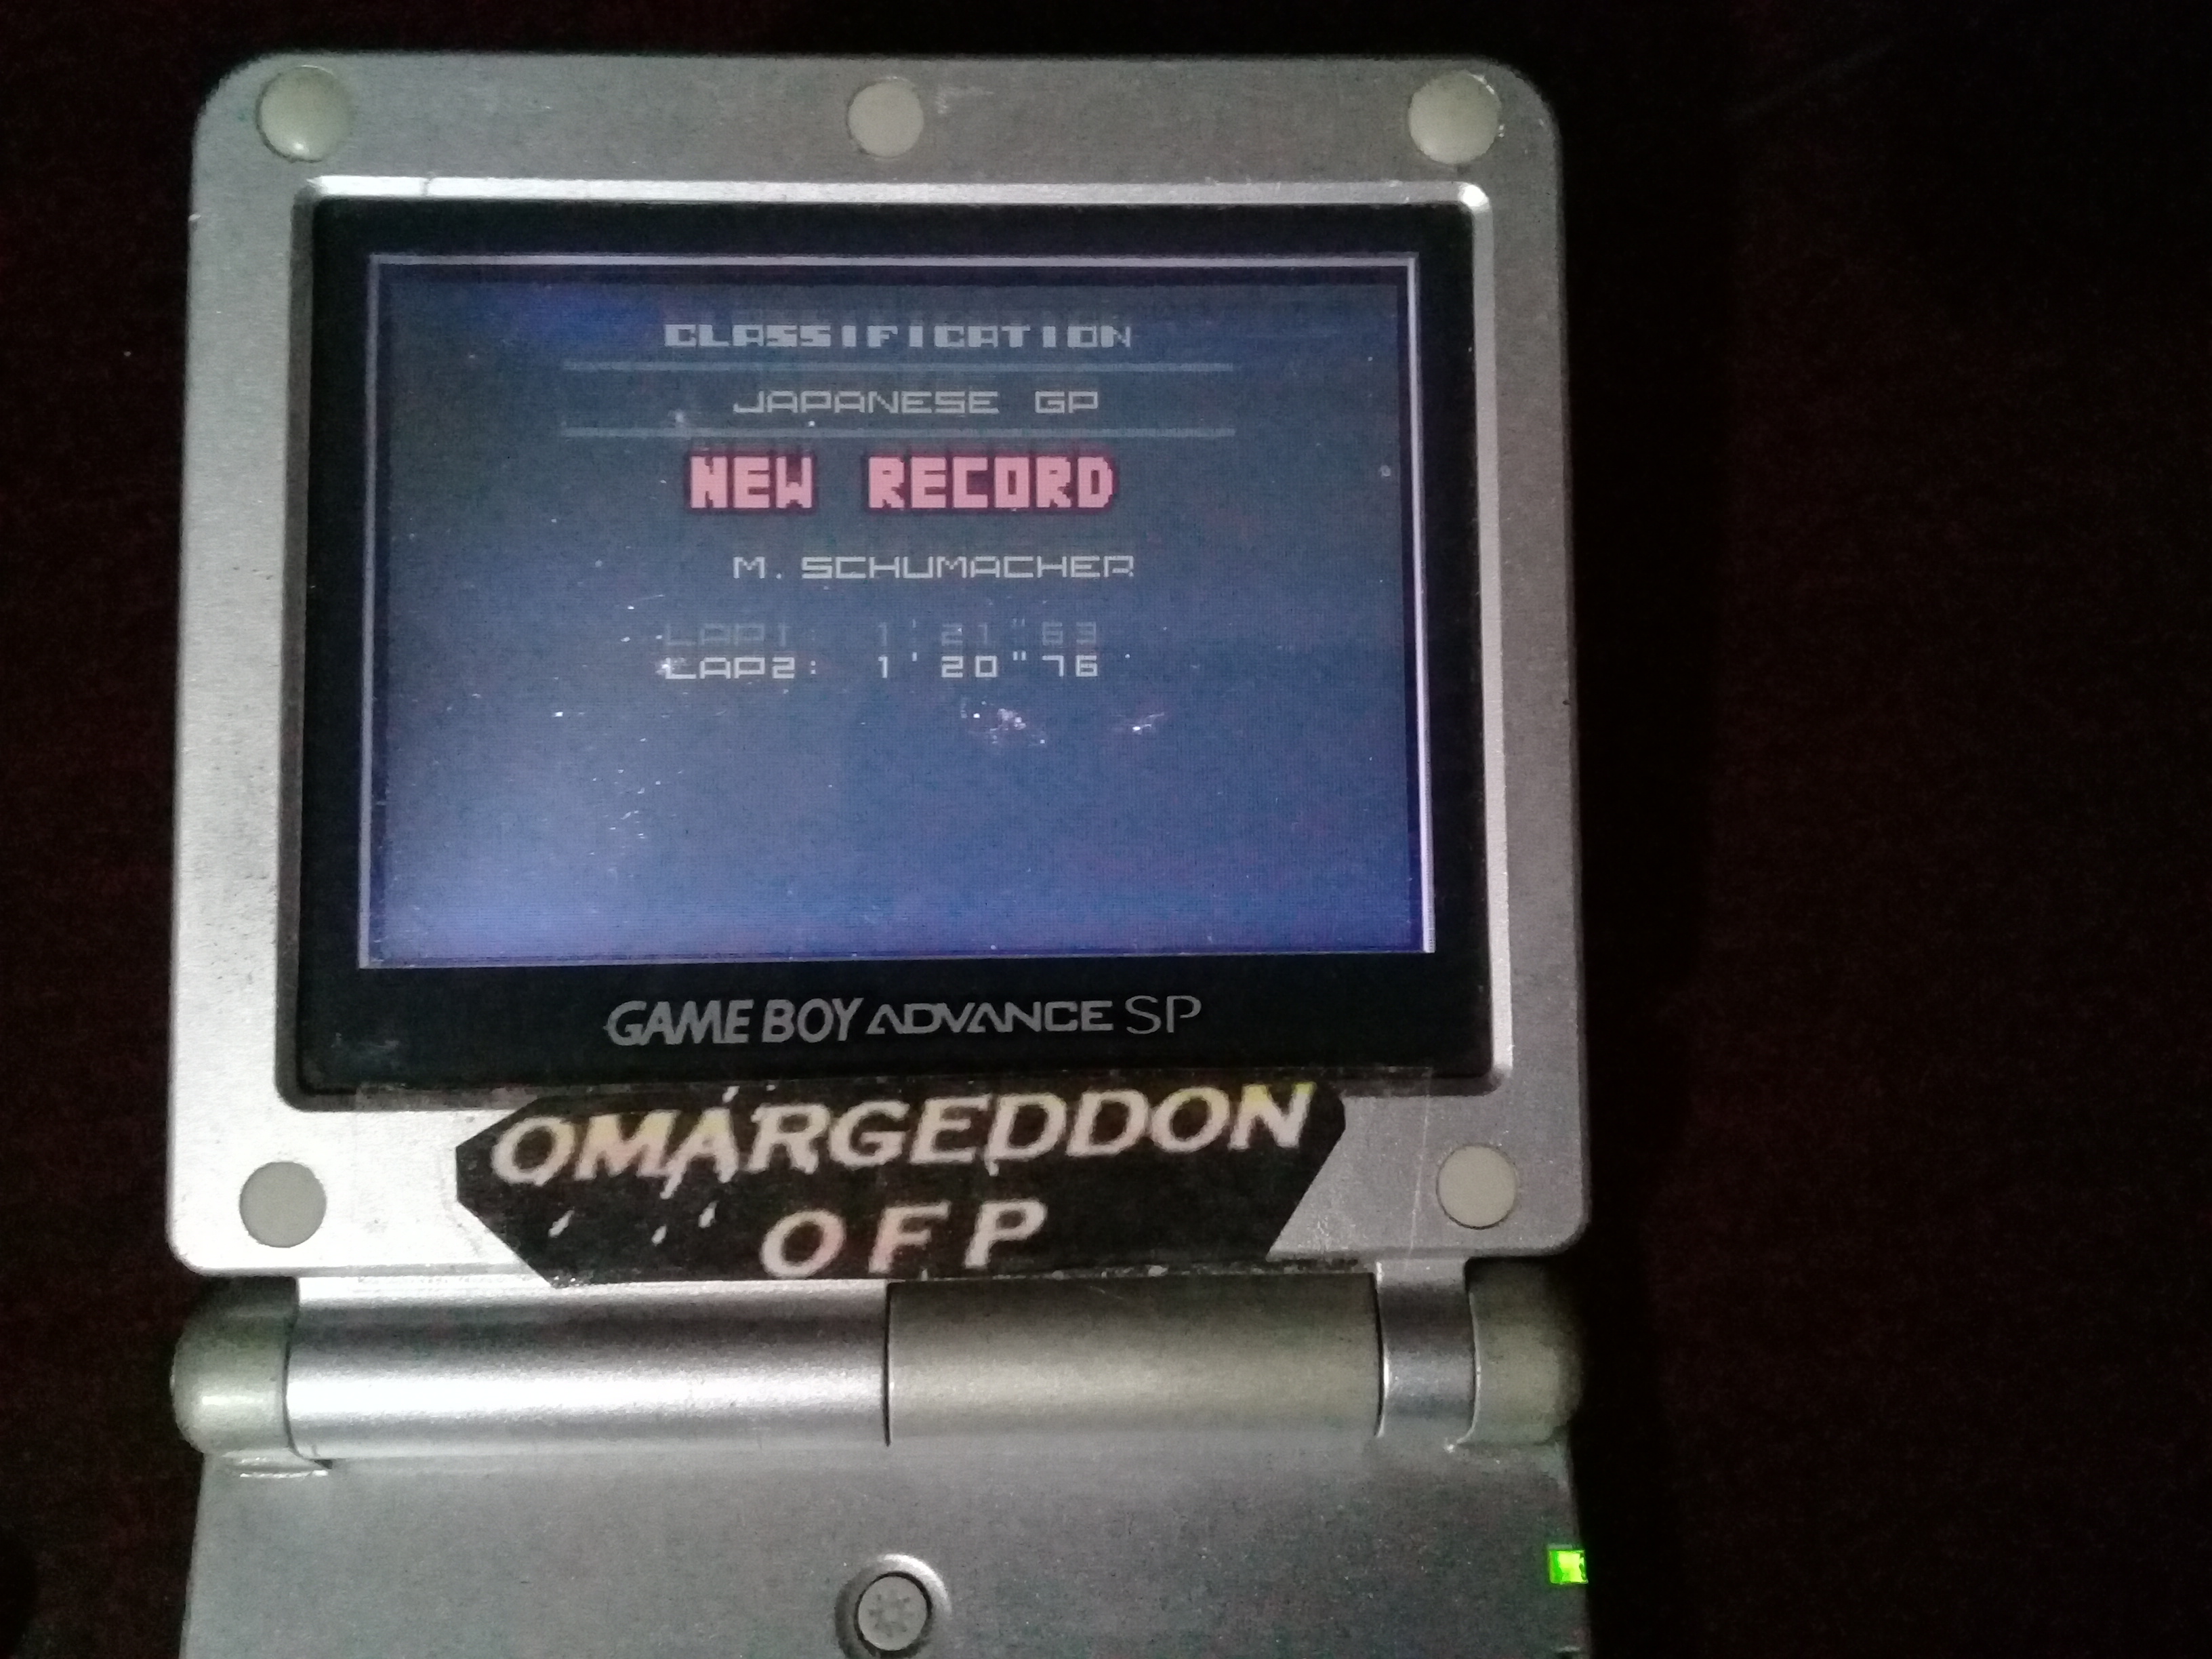 CLASSIFICATION
JAPANESE GP
NEW RECORD
M. SCHUMACHER
LAP1: 1'21"63
LAP2: 1'20"76
GAME BOY ADVANCE SP
OMARGEDDON
OFP